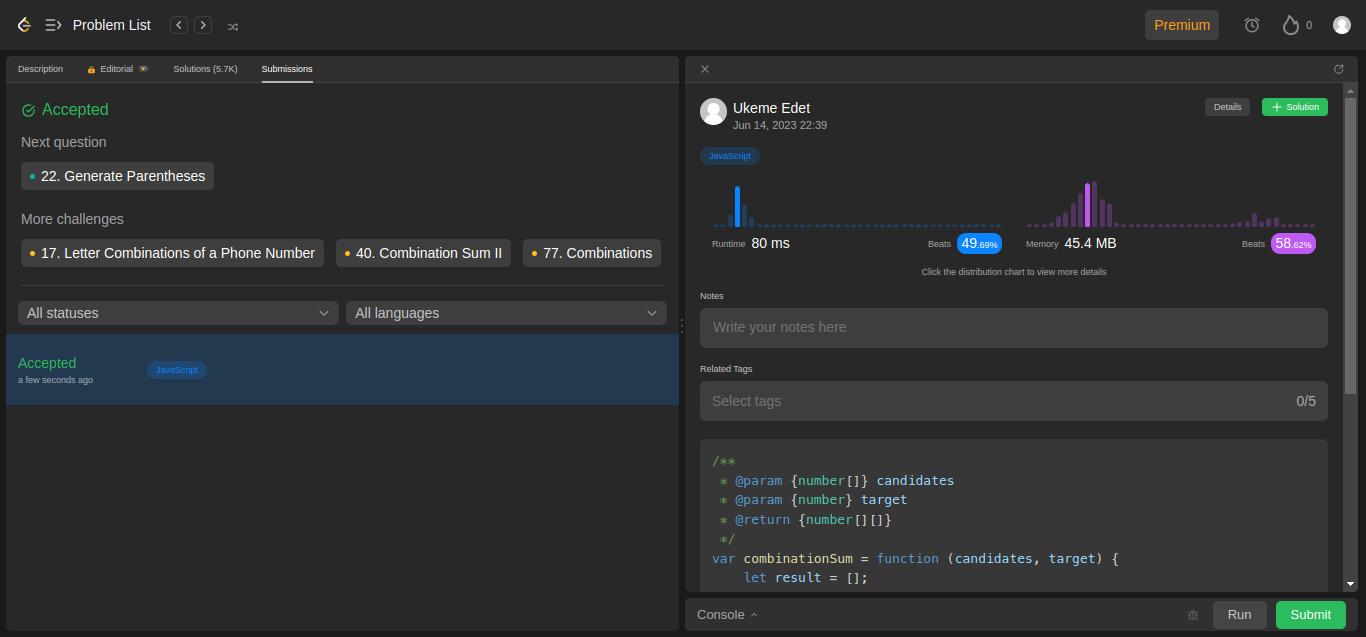 Problem List
Premium
0
Description
Editorial
Solutions (5.7K)
Submissions
Accepted
Next question
22. Generate Parentheses
More challenges
17. Letter Combinations of a Phone Number
40. Combination Sum II
77. Combinations
All statuses
All languages
Accepted
a few seconds ago
JavaScript
Ukeme Edet
Jun 14, 2023 22:39
Details
Solution
JavaScript
Runtime 80 ms
Beats 49.69%
Memory 45.4 MB
Beats 58.62%
Click the distribution chart to view more details
Notes
Write your notes here
Related Tags
Select tags
0/5
/**
 * @param {number[]} candidates
 * @param {number} target
 * @return {number[][]}
 */
var combinationSum = function (candidates, target) {
    let result = [];
Console
Run
Submit